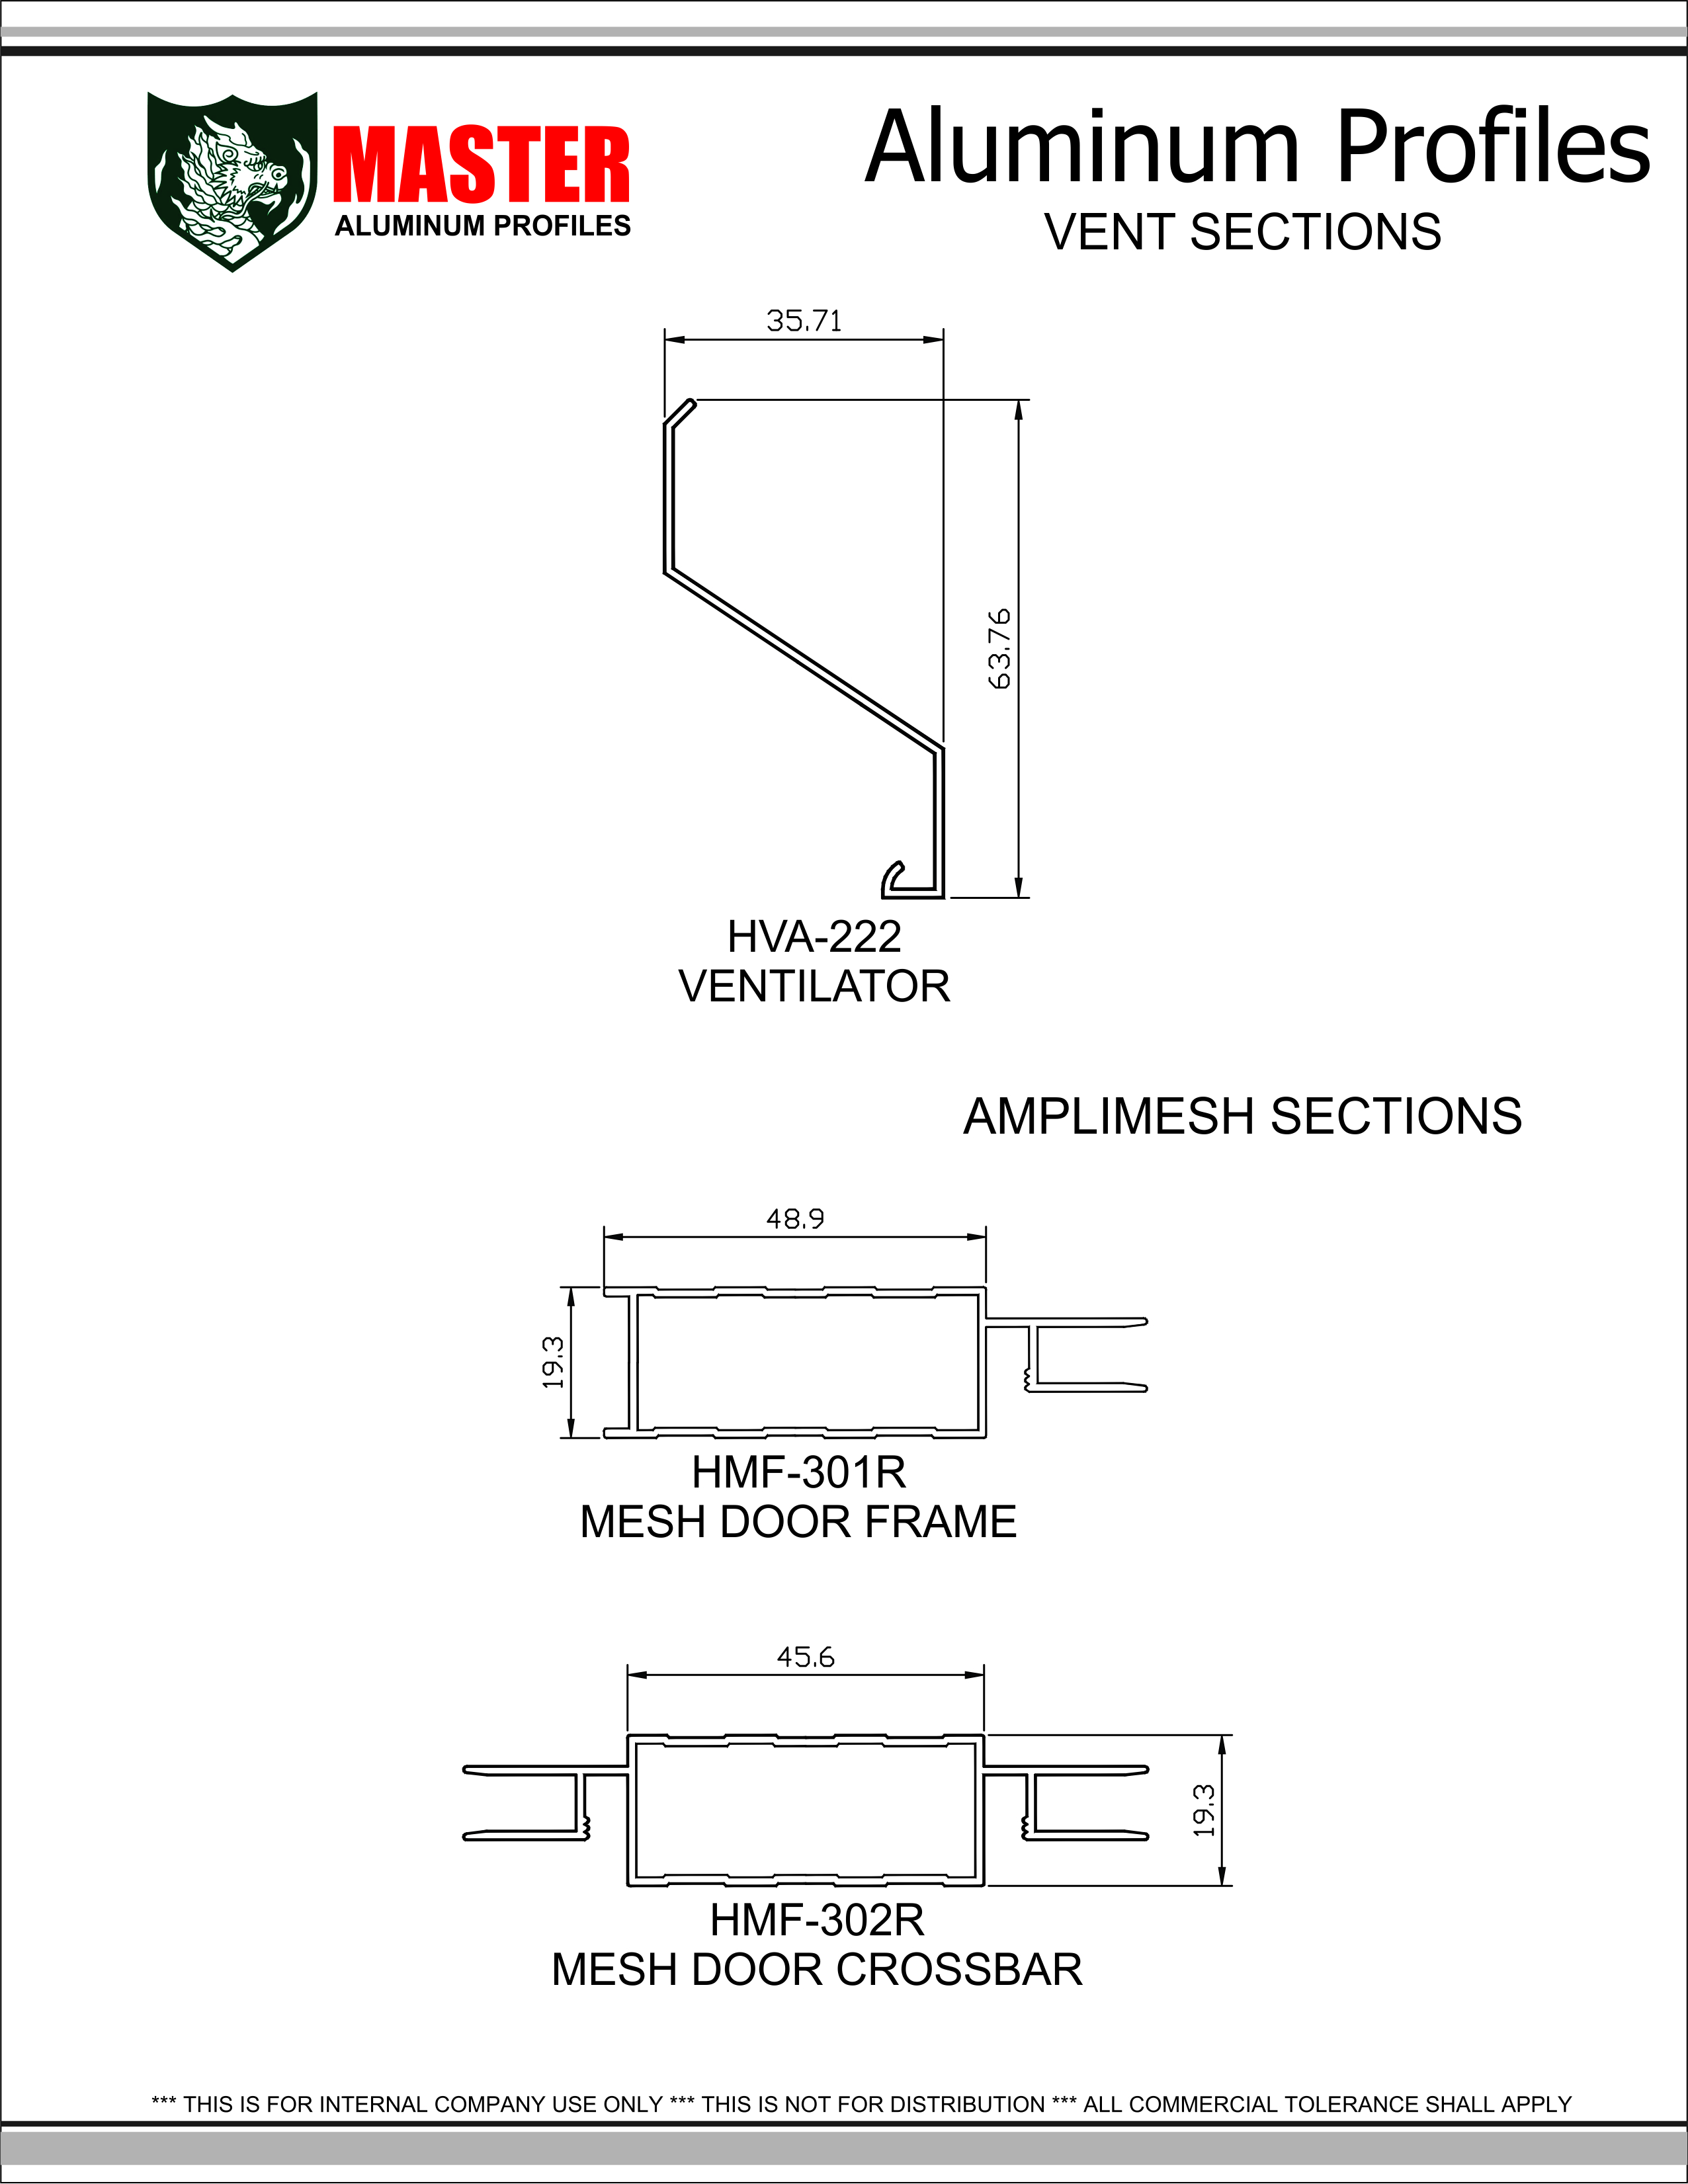 MASTER
ALUMINUM PROFILES
Aluminum Profiles
VENT SECTIONS
35.71
63.76
HVA-222
VENTILATOR
AMPLIMESH SECTIONS
48.9
19.3
HMF-301R
MESH DOOR FRAME
45.6
19.3
HMF-302R
MESH DOOR CROSSBAR
*** THIS IS FOR INTERNAL COMPANY USE ONLY *** THIS IS NOT FOR DISTRIBUTION *** ALL COMMERCIAL TOLERANCE SHALL APPLY